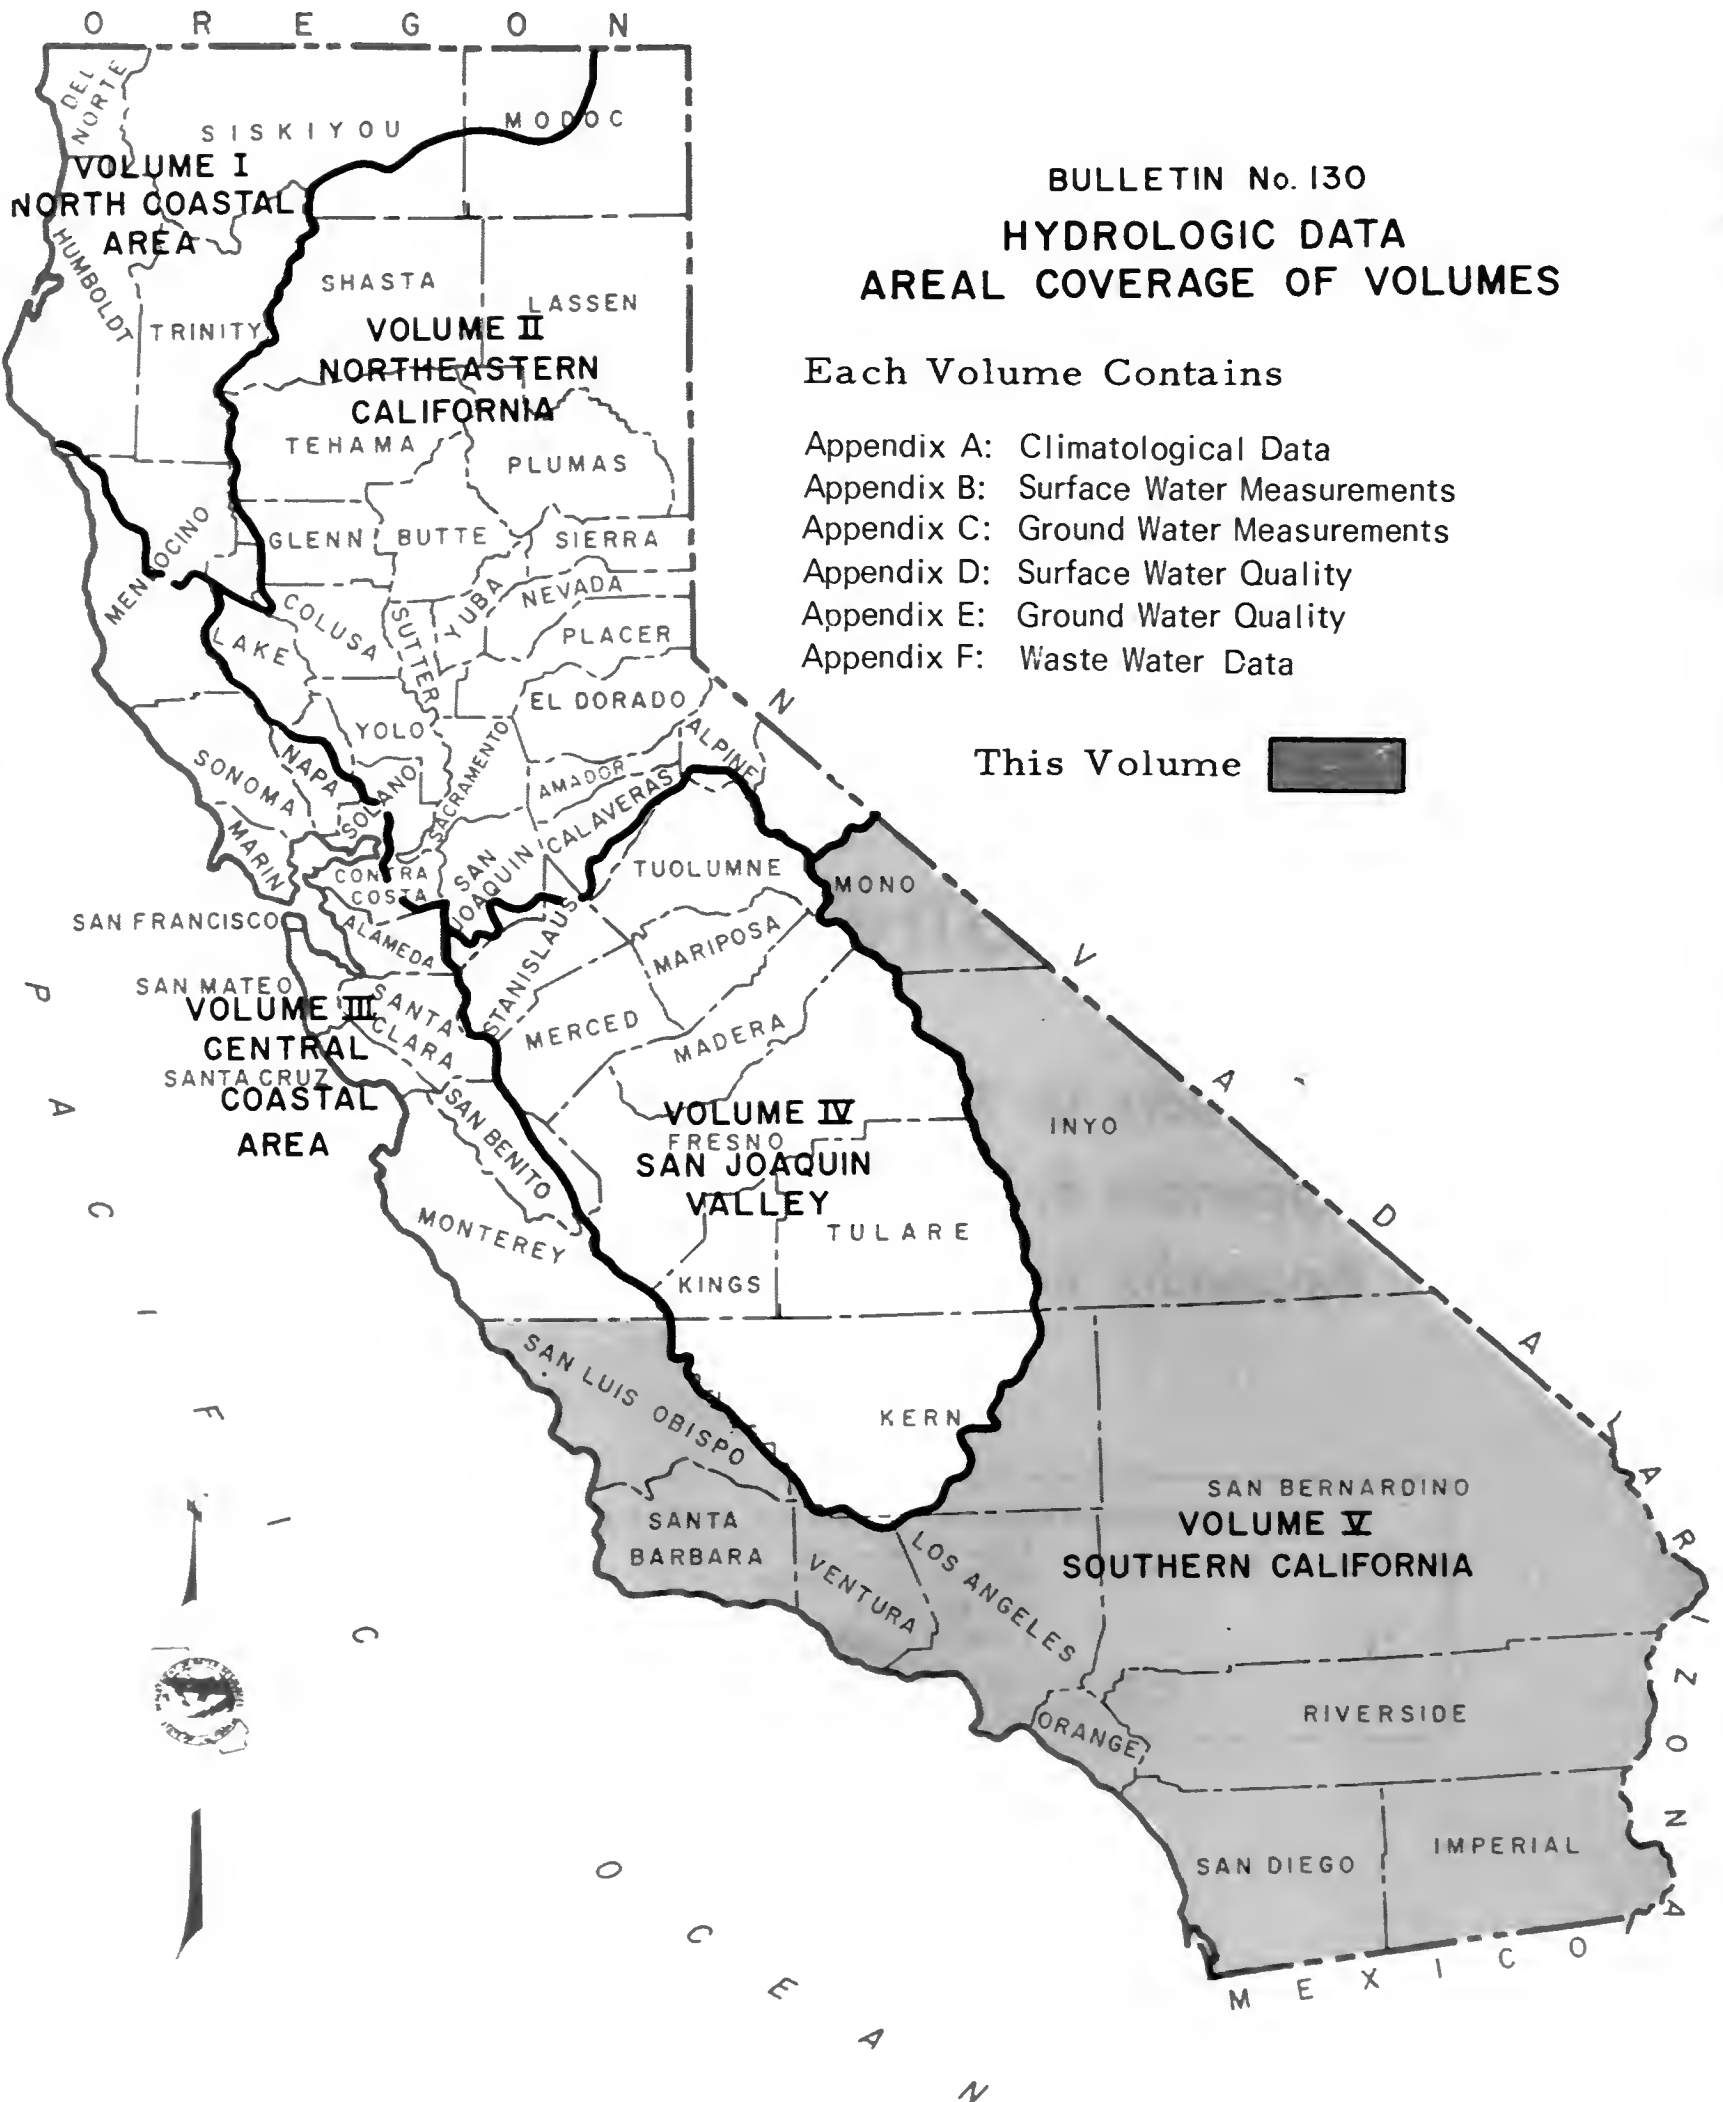 OREGON
BULLETIN No. 130
HYDROLOGIC DATA
AREAL COVERAGE OF VOLUMES
Each Volume Contains
Appendix A: Climatological Data
Appendix B: Surface Water Measurements
Appendix C: Ground Water Measurements
Appendix D: Surface Water Quality
Appendix E: Ground Water Quality
Appendix F: Waste Water Data
This Volume
DEL
NORTE
SISKIYOU
MODOC
VOLUME I
NORTH COASTAL
AREA
HUMBOLDT
TRINITY
SHASTA
LASSEN
VOLUME II
NORTHEASTERN
CALIFORNIA
TEHAMA
PLUMAS
MENDOCINO
GLENN
BUTTE
SIERRA
COLUSA
SUTTER
YUBA
NEVADA
PLACER
LAKE
EL DORADO
YOLO
SONOMA
NAPA
SOLANO
SACRAMENTO
AMADOR
ALPINE
CALAVERAS
MARIN
CONTRA
COSTA
SAN
JOAQUIN
TUOLUMNE
MONO
SAN FRANCISCO
ALAMEDA
STANISLAUS
MARIPOSA
SAN MATEO
SANTA
CLARA
VOLUME III
CENTRAL
SANTA CRUZ
COASTAL
AREA
MERCED
MADERA
SAN BENITO
VOLUME IV
FRESNO
SAN JOAQUIN
VALLEY
INYO
MONTEREY
TULARE
KINGS
SAN LUIS OBISPO
KERN
SANTA
BARBARA
VENTURA
LOS ANGELES
SAN BERNARDINO
VOLUME V
SOUTHERN CALIFORNIA
ORANGE
RIVERSIDE
SAN DIEGO
IMPERIAL
NEVADA
ARIZONA
MEXICO
PACIFIC
OCEAN